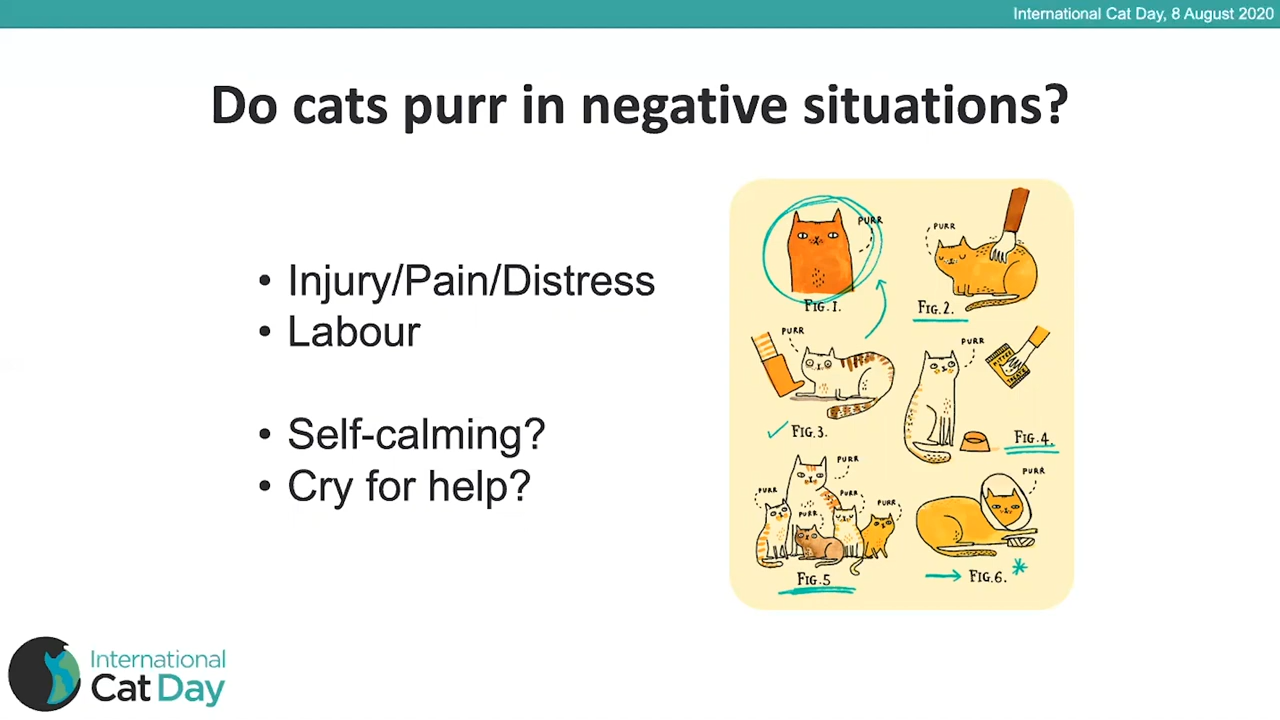 International Cat Day, 8 August 2020
Do cats purr in negative situations?
• Injury/Pain/Distress
• Labour
• Self-calming?
• Cry for help?
PURR
FIG.1.
PURR
FIG.2.
PURR
FIG.3.
PURR
KITTY
TREATS
FIG.4.
PURR
PURR
PURR
PURR
PURR
FIG.5
PURR
FIG.6.
*
International
Cat Day